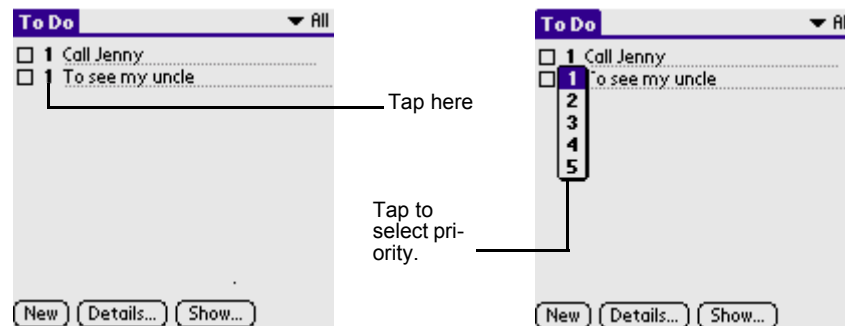 To Do ▼ All
1 Call Jenny
1 To see my uncle
New Details... Show...
Tap here
Tap to
select pri-
ority.
To Do ▼ Al
1 Call Jenny
1 To see my uncle
2
3
4
5
New Details... Show...